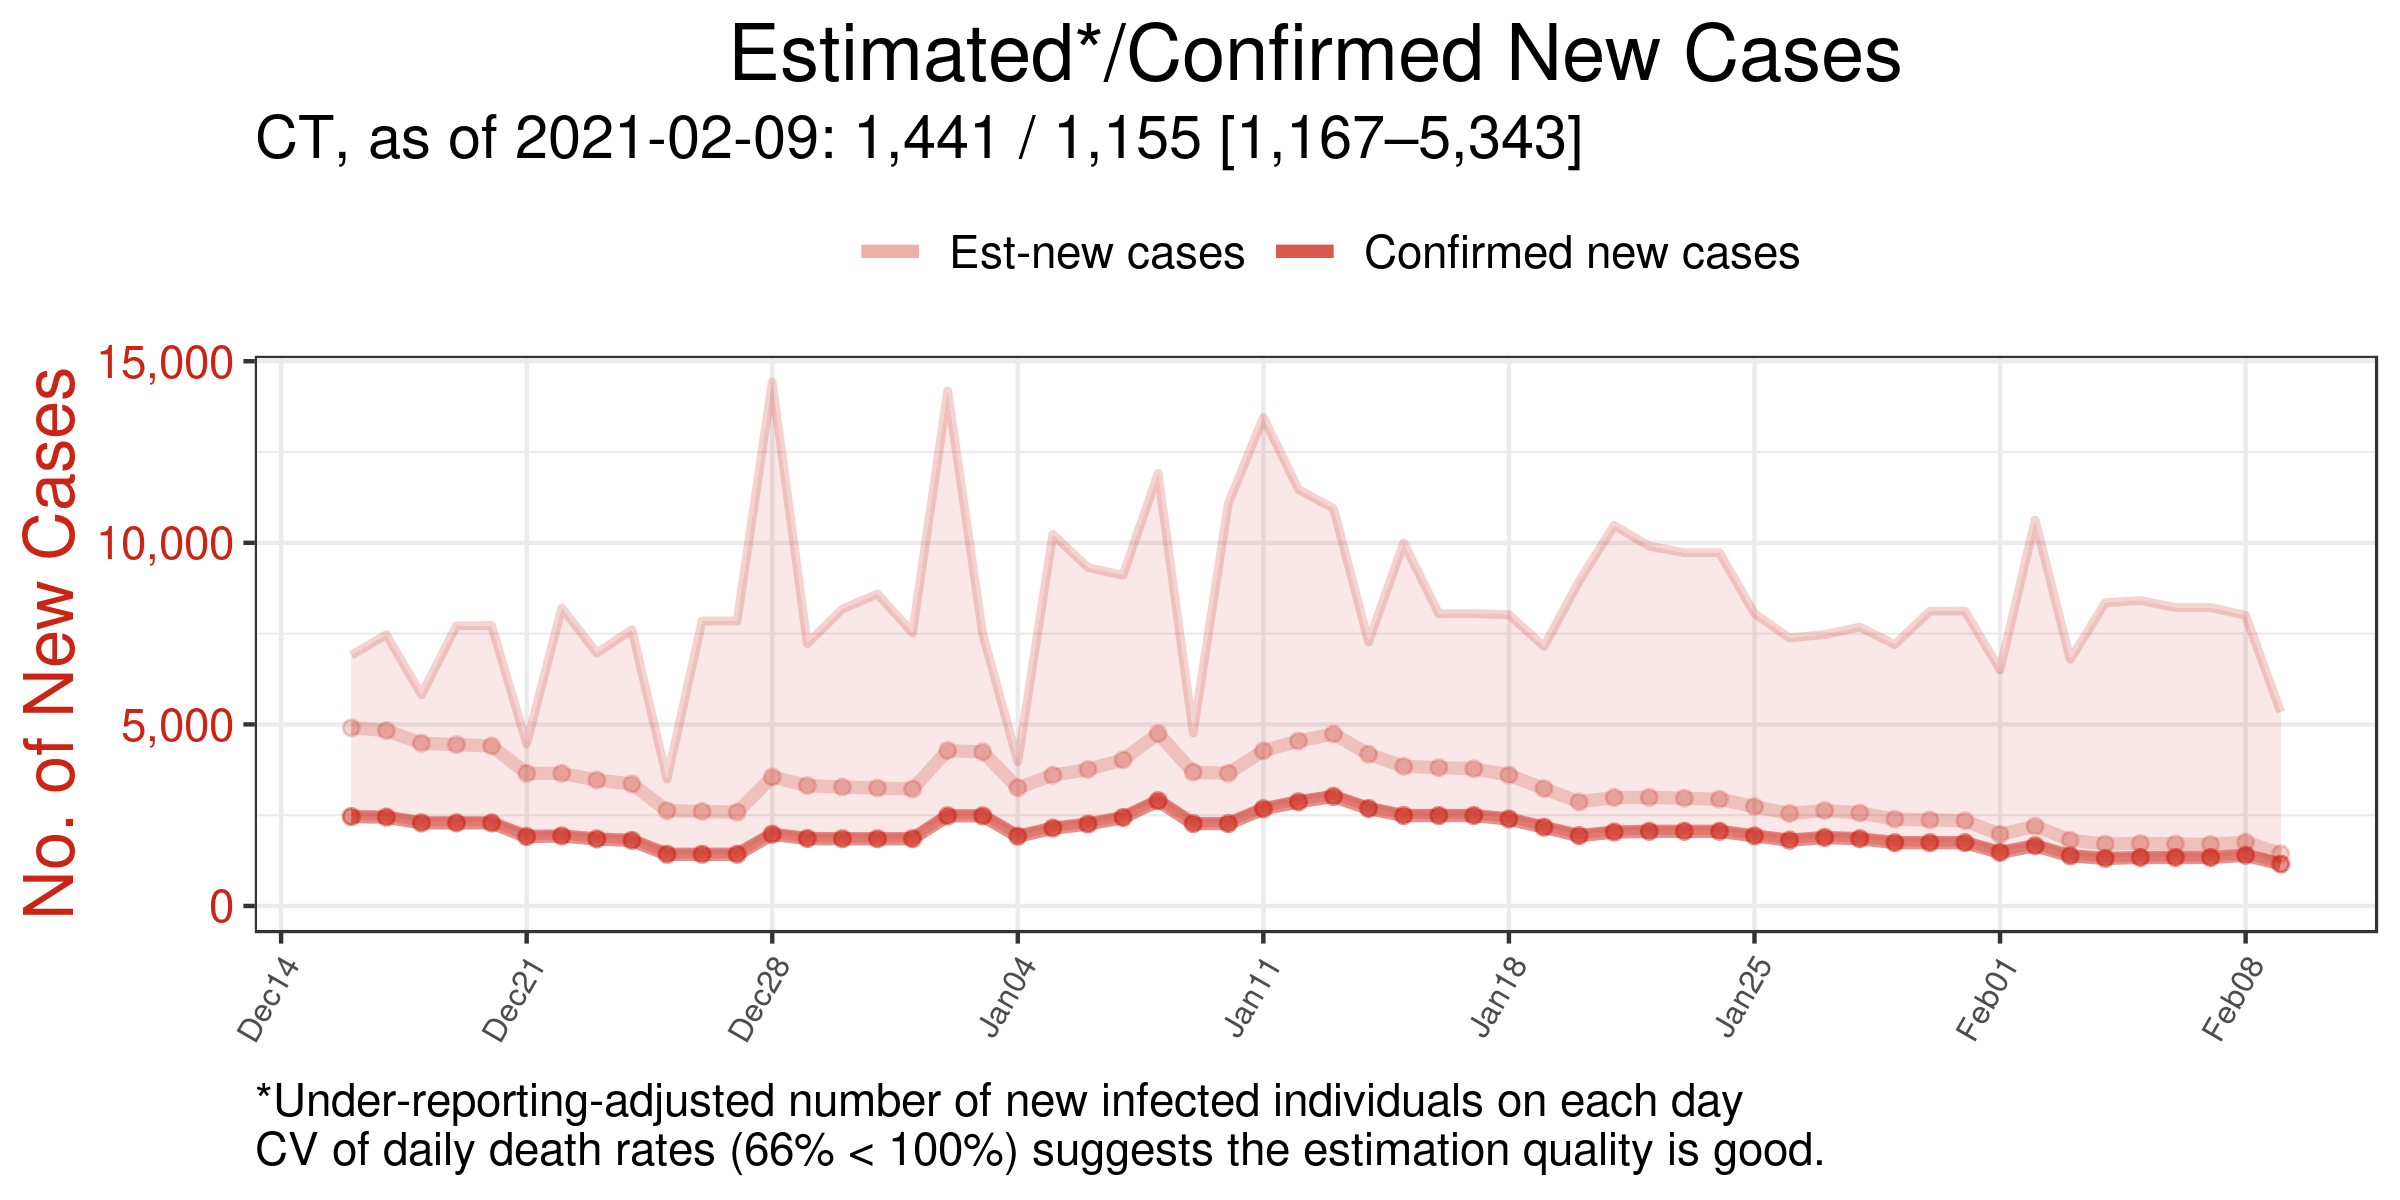 Estimated*/Confirmed New Cases
CT, as of 2021-02-09: 1,441 / 1,155 [1,167–5,343]
Est-new cases
Confirmed new cases
No. of New Cases
15,000
10,000
5,000
0
Dec14
Dec21
Dec28
Jan04
Jan11
Jan18
Jan25
Feb01
Feb08
*Under-reporting-adjusted number of new infected individuals on each day
CV of daily death rates (66% < 100%) suggests the estimation quality is good.